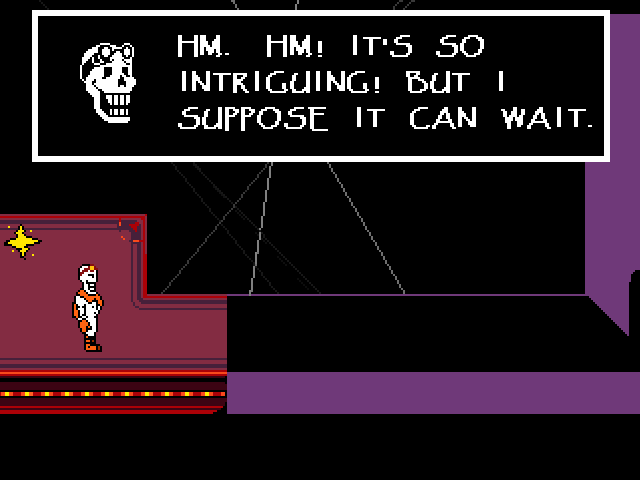 HM. HM! IT'S SO
INTRIGUING! BUT I
SUPPOSE IT CAN WAIT.